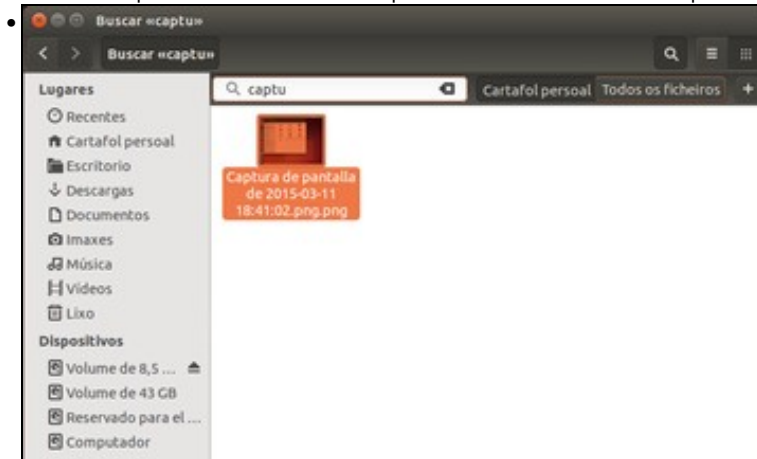 Buscar «captu»
Buscar «captu»
Lugares
captu
Cartafol persoal
Todos os ficheiros
+
Recentes
Cartafol persoal
Escritorio
Descargas
Documentos
Imaxes
Música
Vídeos
Lixo
Captura de pantalla
de 2015-03-11
18:41:02.png.png
Dispositivos
Volume de 8,5 ...
Volume de 43 GB
Reservado para el ...
Computador